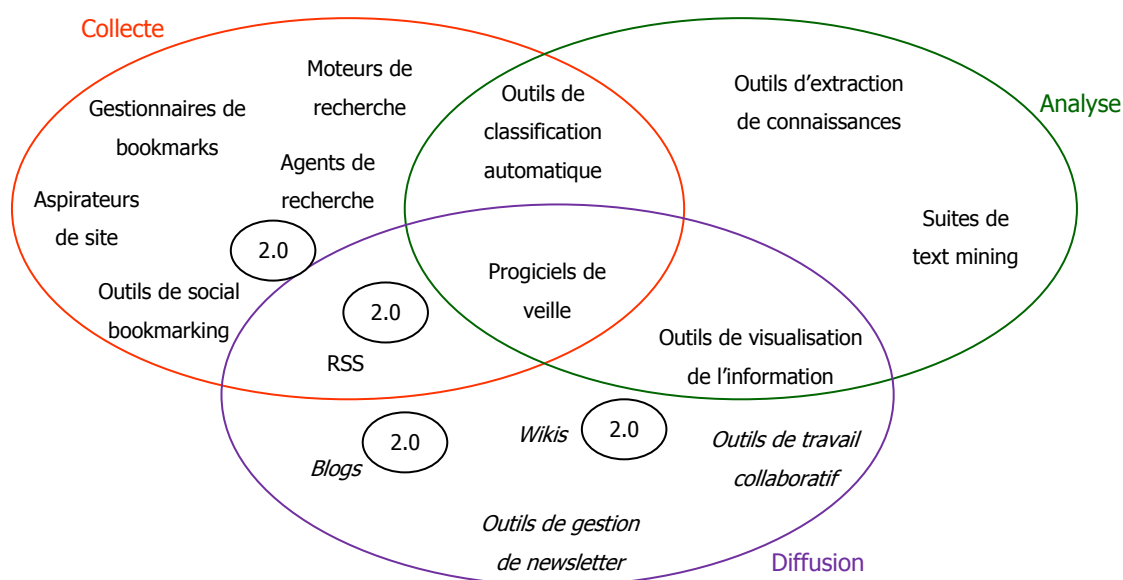 Collecte
Moteurs de
recherche
Gestionnaires de
bookmarks
Agents de
recherche
Aspirateurs
de site
2.0
Outils de social
bookmarking
Outils de
classification
automatique
Outils d’extraction
de connaissances
Analyse
Suites de
text mining
Progiciels de
veille
2.0
RSS
Outils de visualisation
de l’information
2.0
Blogs
Wikis
2.0
Outils de travail
collaboratif
Outils de gestion
de newsletter
Diffusion